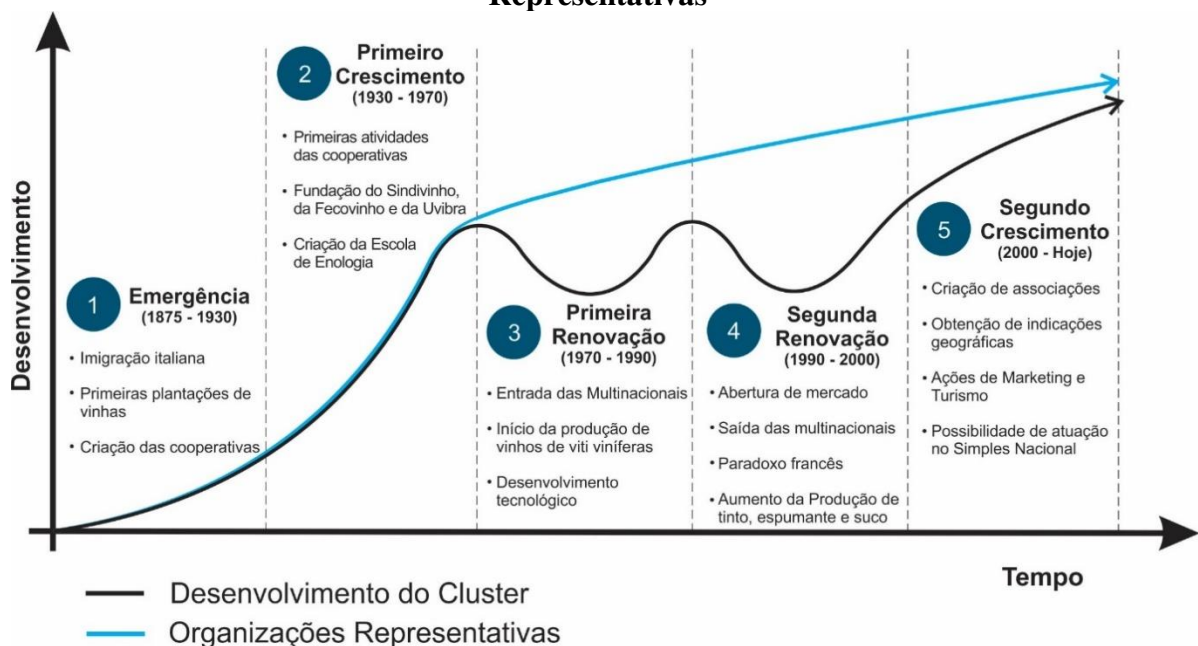 Representativas
Desenvolvimento
1
Emergência
(1875 - 1930)
• Imigração italiana
• Primeiras plantações de
vinhas
• Criação das cooperativas
2
Primeiro
Crescimento
(1930 - 1970)
• Primeiras atividades
das cooperativas
• Fundação do Sindivinho,
da Fecovinho e da Uvibra
• Criação da Escola
de Enologia
3
Primeira
Renovação
(1970 - 1990)
• Entrada das Multinacionais
• Início da produção de
vinhos de viti viníferas
• Desenvolvimento
tecnológico
4
Segunda
Renovação
(1990 - 2000)
• Abertura de mercado
• Saída das multinacionais
• Paradoxo francês
• Aumento da Produção de
tinto, espumante e suco
5
Segundo
Crescimento
(2000 - Hoje)
• Criação de associações
• Obtenção de indicações
geográficas
• Ações de Marketing e
Turismo
• Possibilidade de atuação
no Simples Nacional
Tempo
Desenvolvimento do Cluster
Organizações Representativas